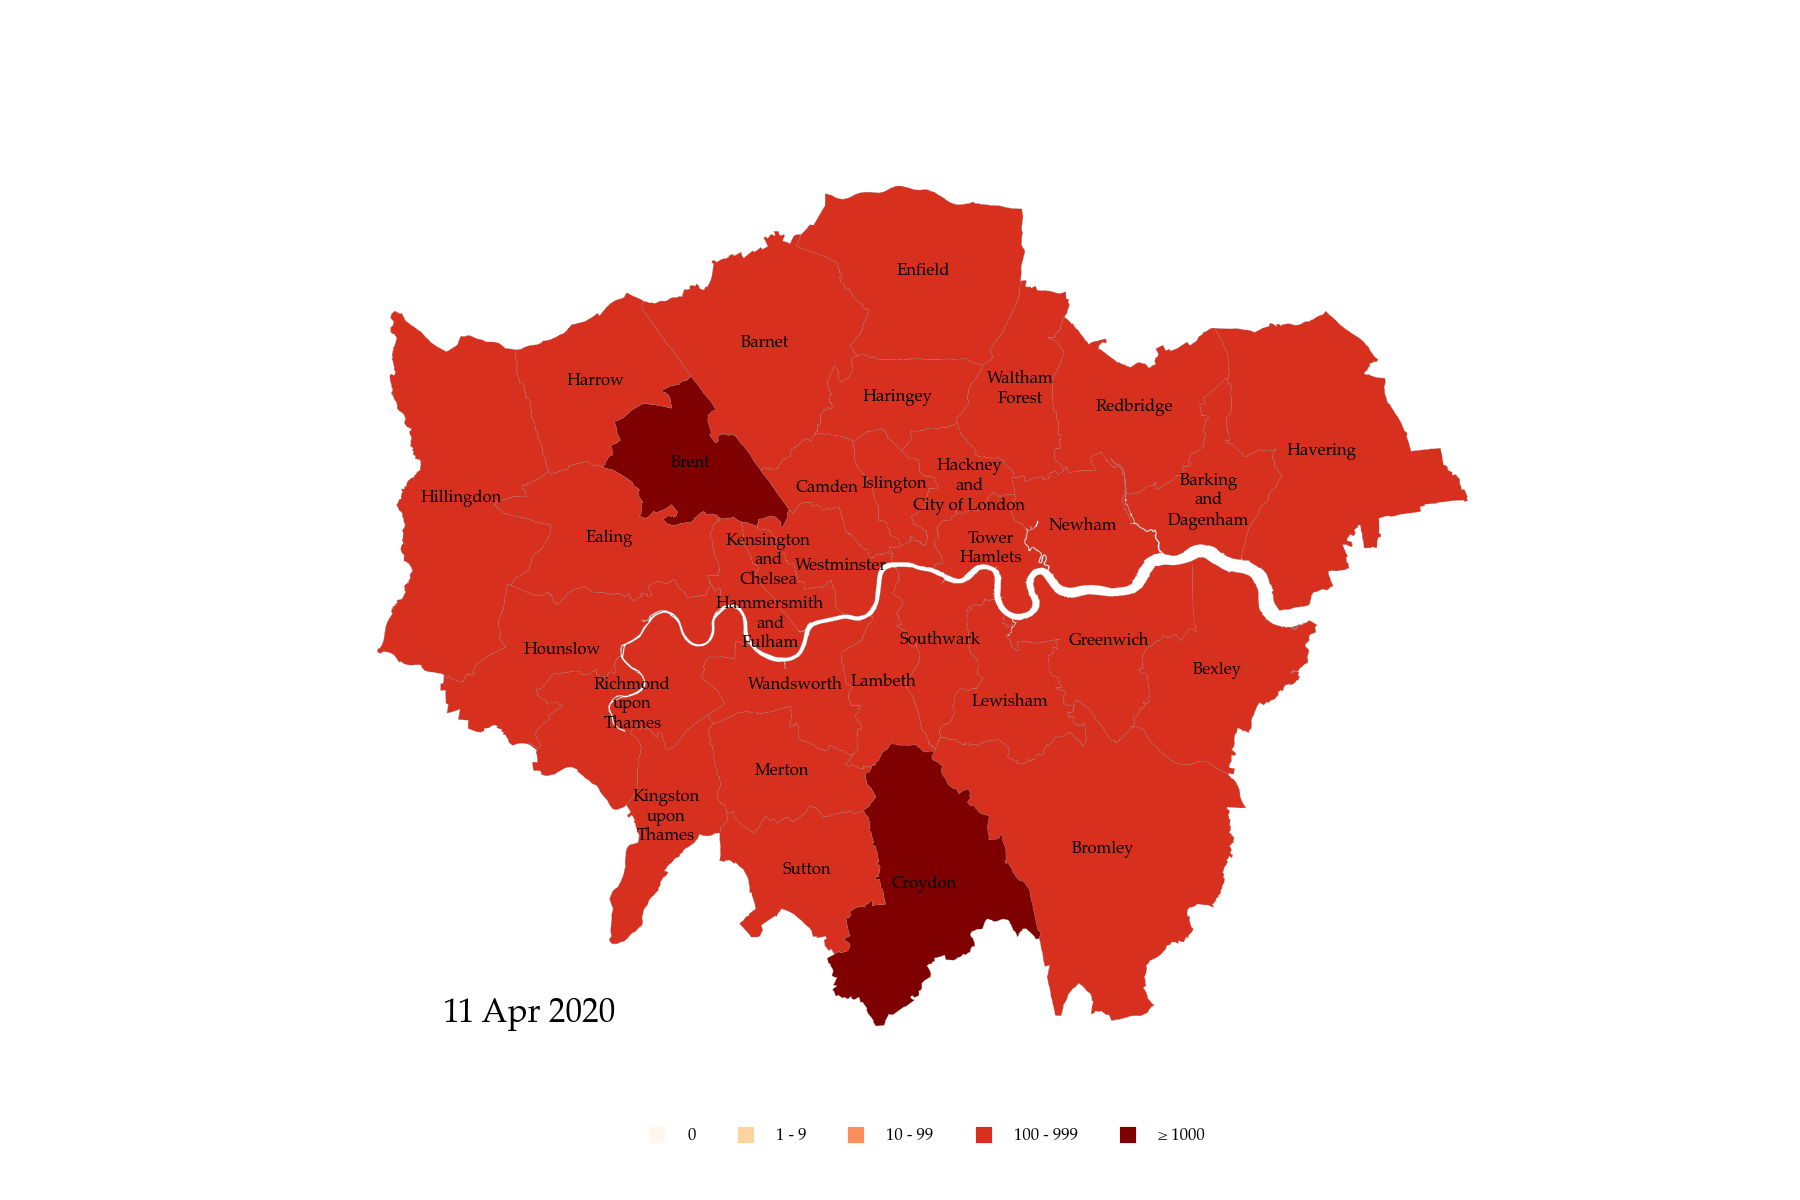 Enfield
Barnet
Harrow
Waltham
Forest
Haringey
Redbridge
Havering
Brent
Hillingdon
Camden
Islington
Hackney
and
City of London
Barking
and
Dagenham
Newham
Ealing
Kensington
and
Chelsea
Westminster
Tower
Hamlets
Hammersmith
and
Fulham
Hounslow
Southwark
Greenwich
Bexley
Richmond
upon
Thames
Wandsworth
Lambeth
Lewisham
Merton
Kingston
upon
Thames
Bromley
Sutton
Croydon
11 Apr 2020
0 1 - 9 10 - 99 100 - 999 ≥ 1000